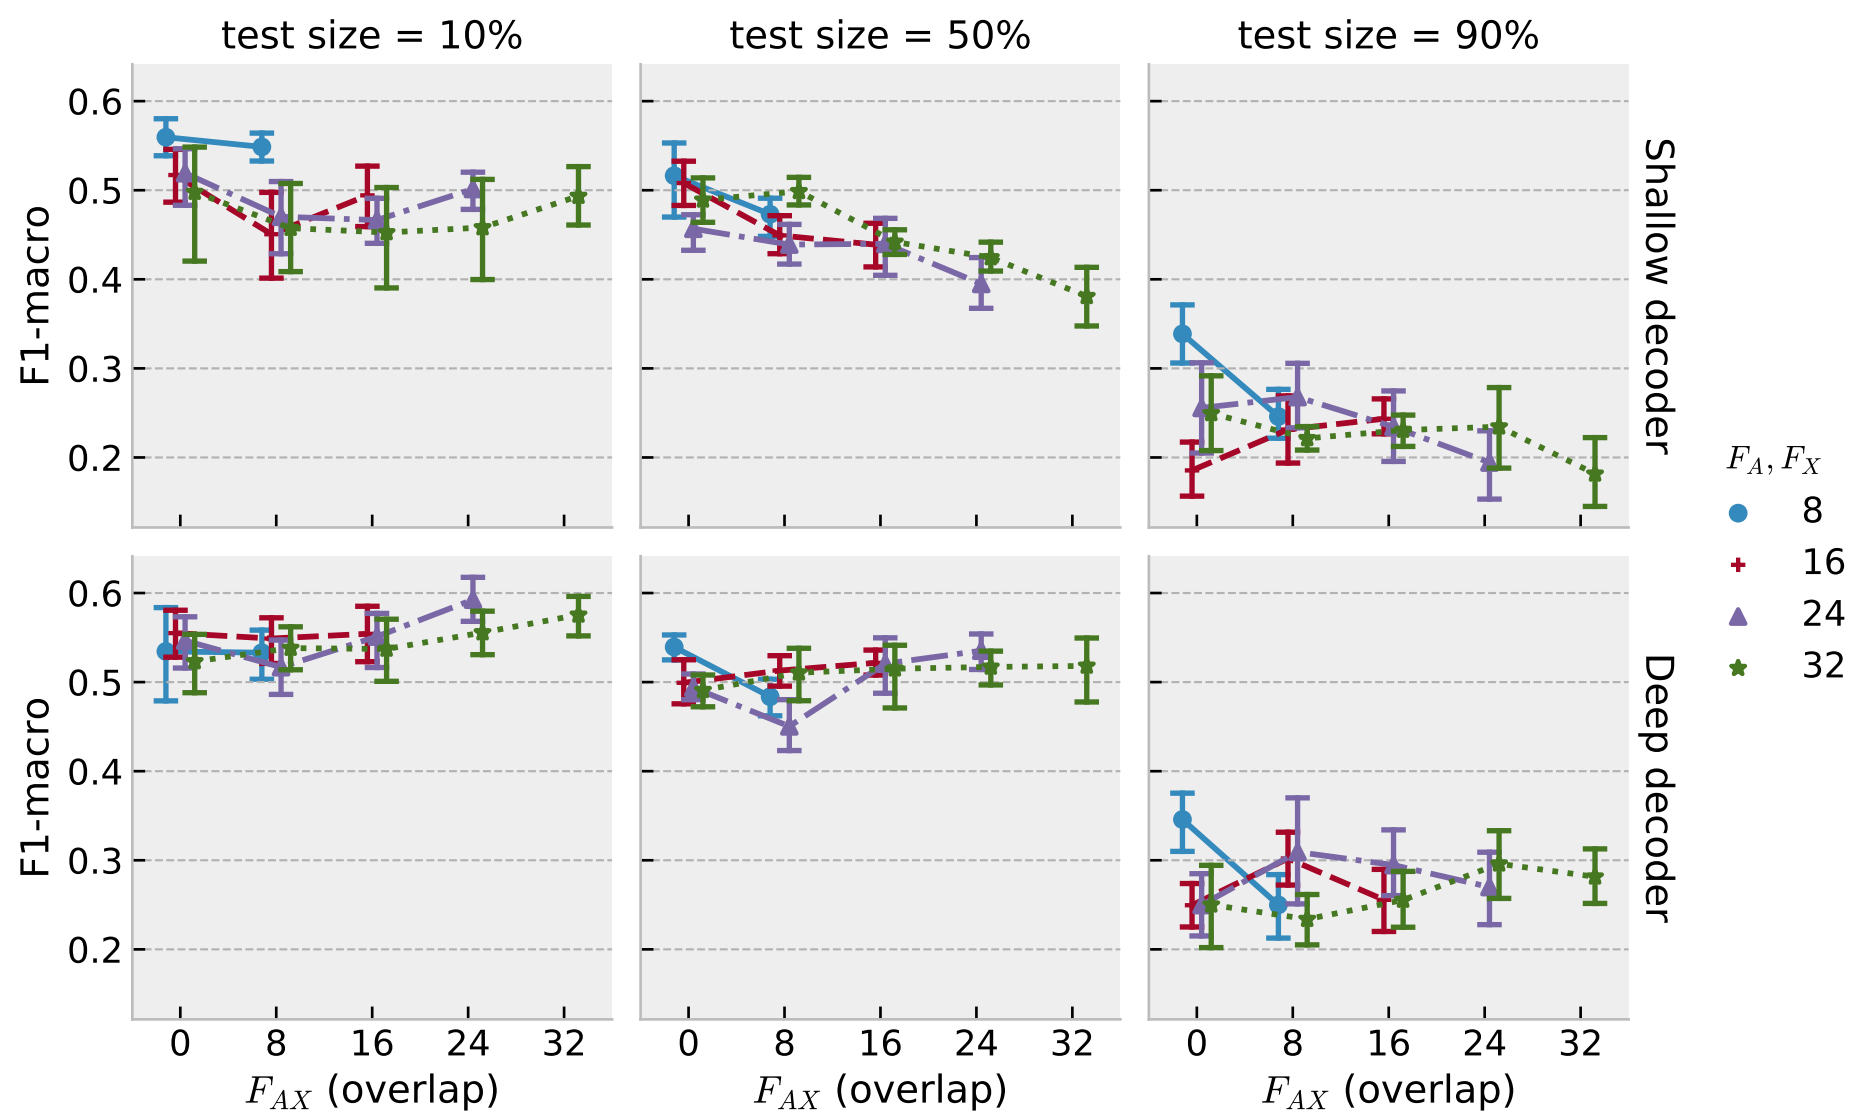 test size = 10% test size = 50% test size = 90%
F1-macro
0.6
0.5
0.4
0.3
0.2
Shallow decoder
F1-macro
0.6
0.5
0.4
0.3
0.2
Deep decoder
0 8 16 24 32
0 8 16 24 32
0 8 16 24 32
F_AX (overlap) F_AX (overlap) F_AX (overlap)
F_A, F_X
8
16
24
32